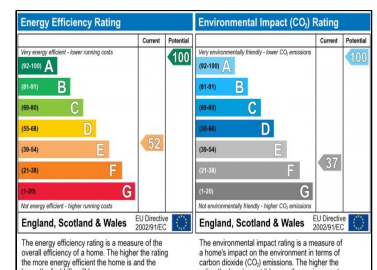 Energy Efficiency Rating
Current Potential
Very energy efficient - lower running costs
(92-100) A
(81-91) B
(69-80) C
(55-68) D
(39-54) E
(21-38) F
(1-20) G
Not energy efficient - higher running costs
52
100
England, Scotland & Wales
EU Directive
2002/91/EC
The energy efficiency rating is a measure of the
overall efficiency of a home. The higher the rating
the more energy efficient the home is and the
Environmental Impact (CO₂) Rating
Current Potential
Very environmentally friendly - lower CO₂ emissions
(92-100) A
(81-91) B
(69-80) C
(55-68) D
(39-54) E
(21-38) F
(1-20) G
Not environmentally friendly - higher CO₂ emissions
37
100
England, Scotland & Wales
EU Directive
2002/91/EC
The environmental impact rating is a measure of
a home's impact on the environment in terms of
carbon dioxide (CO₂) emissions. The higher the